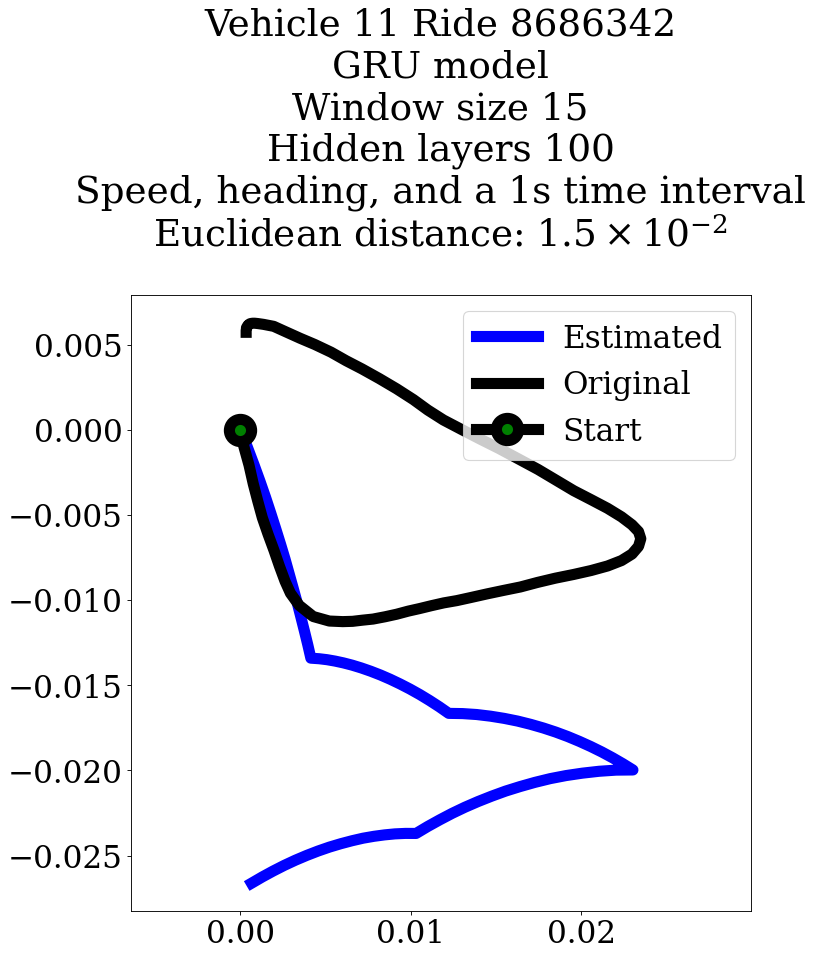 Vehicle 11 Ride 8686342
GRU model
Window size 15
Hidden layers 100
Speed, heading, and a 1s time interval
Euclidean distance: 1.5 × 10⁻²
Estimated
Original
Start
0.005
0.000
−0.005
−0.010
−0.015
−0.020
−0.025
0.00 0.01 0.02